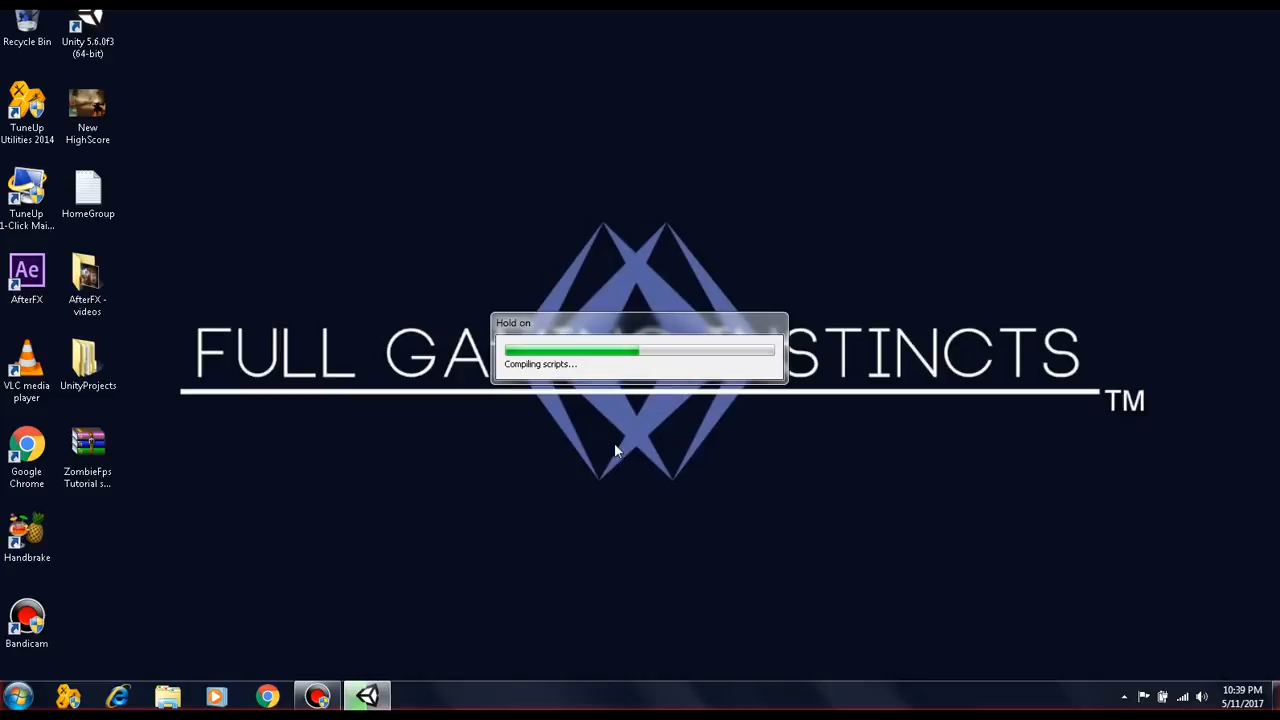 Recycle Bin
Unity 5.6.0f3
(64-bit)
TuneUp
Utilities 2014
New
HighScore
TuneUp
1-Click Mai...
HomeGroup
AfterFX
AfterFX -
videos
VLC media
player
UnityProjects
Google
Chrome
ZombieFps
Tutorial s...
Handbrake
Bandicam
Ae
FULL GA
STINCTS
TM
Hold on
Compiling scripts...
10:39 PM
5/11/2017